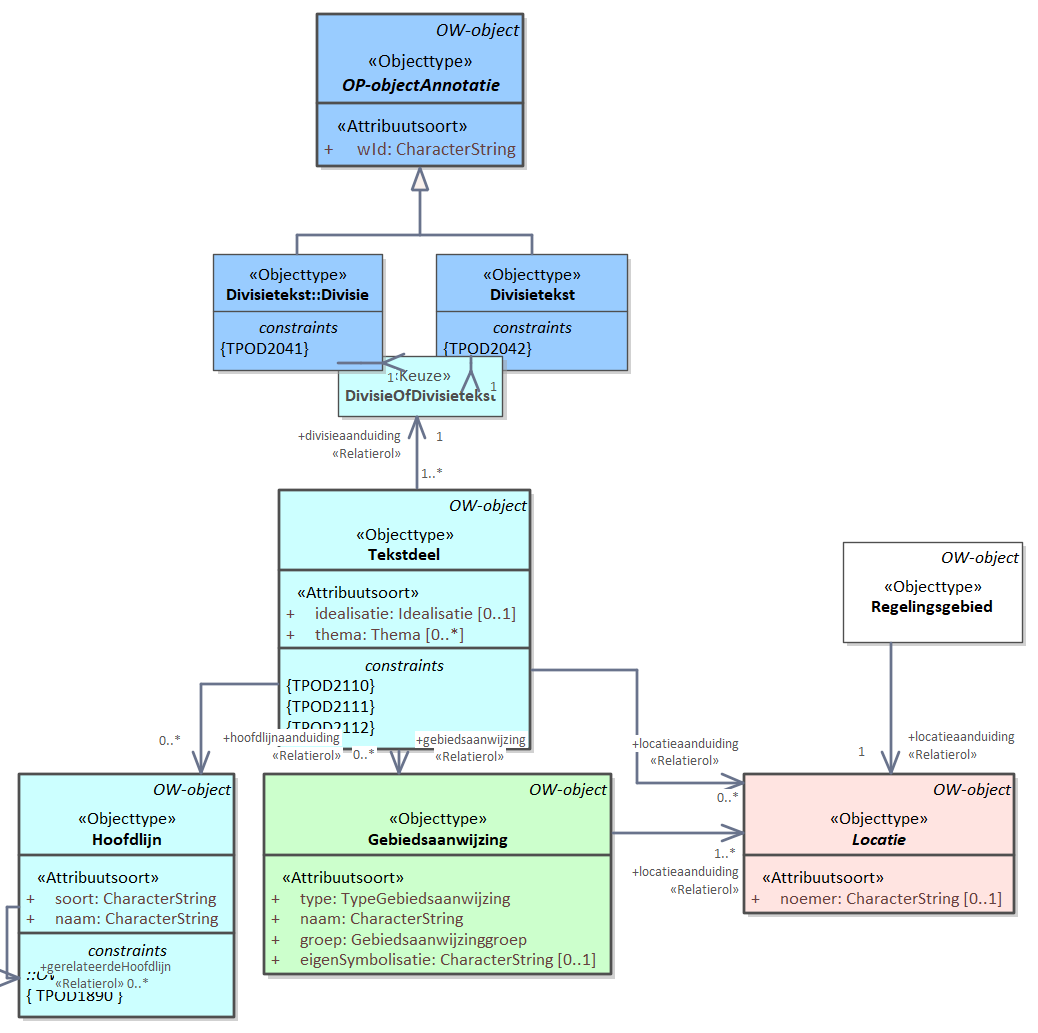 OW-object
«Objecttype»
OP-objectAnnotatie
«Attribuutsoort»
+ wId: CharacterString
«Objecttype»
Divisietekst::Divisie
constraints
{TPOD2041}
«Objecttype»
Divisietekst
constraints
{TPOD2042}
1
Keuze»
1
DivisieOfDivisietekst
+divisieaanduiding
«Relatierol»
1
1..*
OW-object
«Objecttype»
Tekstdeel
«Attribuutsoort»
+ idealisatie: Idealisatie [0..1]
+ thema: Thema [0..*]
constraints
{TPOD2110}
{TPOD2111}
{TPOD2112}
OW-object
«Objecttype»
Regelingsgebied
0..*
+hoofdlijnaanduiding
«Relatierol»
0..*
+gebiedsaanwijzing
«Relatierol»
+locatieaanduiding
«Relatierol»
0..*
1
+locatieaanduiding
«Relatierol»
OW-object
«Objecttype»
Hoofdlijn
«Attribuutsoort»
+ soort: CharacterString
+ naam: CharacterString
constraints
+gerelateerdeHoofdlijn
«Relatierol» 0..*
{ TPOD1890 }
OW-object
«Objecttype»
Gebiedsaanwijzing
«Attribuutsoort»
+ type: TypeGebiedsaanwijzing
+ naam: CharacterString
+ groep: Gebiedsaanwijzinggroep
+ eigenSymbolisatie: CharacterString [0..1]
1..*
+locatieaanduiding
«Relatierol»
OW-object
«Objecttype»
Locatie
«Attribuutsoort»
+ noemer: CharacterString [0..1]